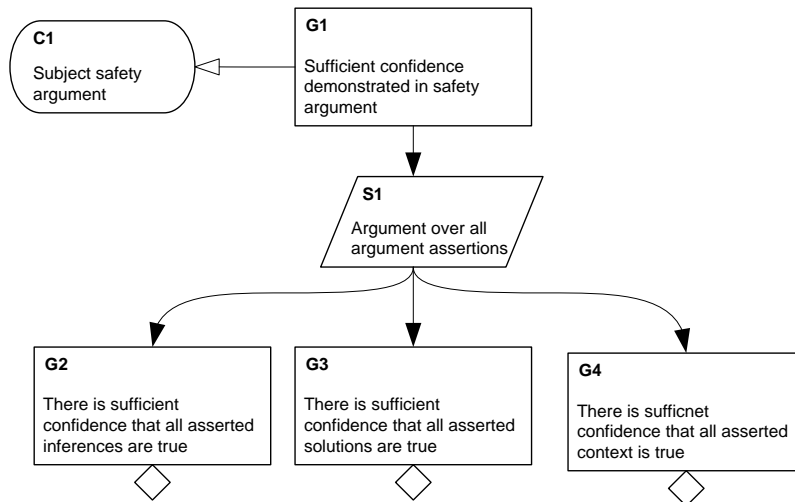 C1
Subject safety
argument
G1
Sufficient confidence
demonstrated in safety
argument
S1
Argument over all
argument assertions
G2
There is sufficient
confidence that all asserted
inferences are true
G3
There is sufficient
confidence that all asserted
solutions are true
G4
There is sufficnet
confidence that all asserted
context is true